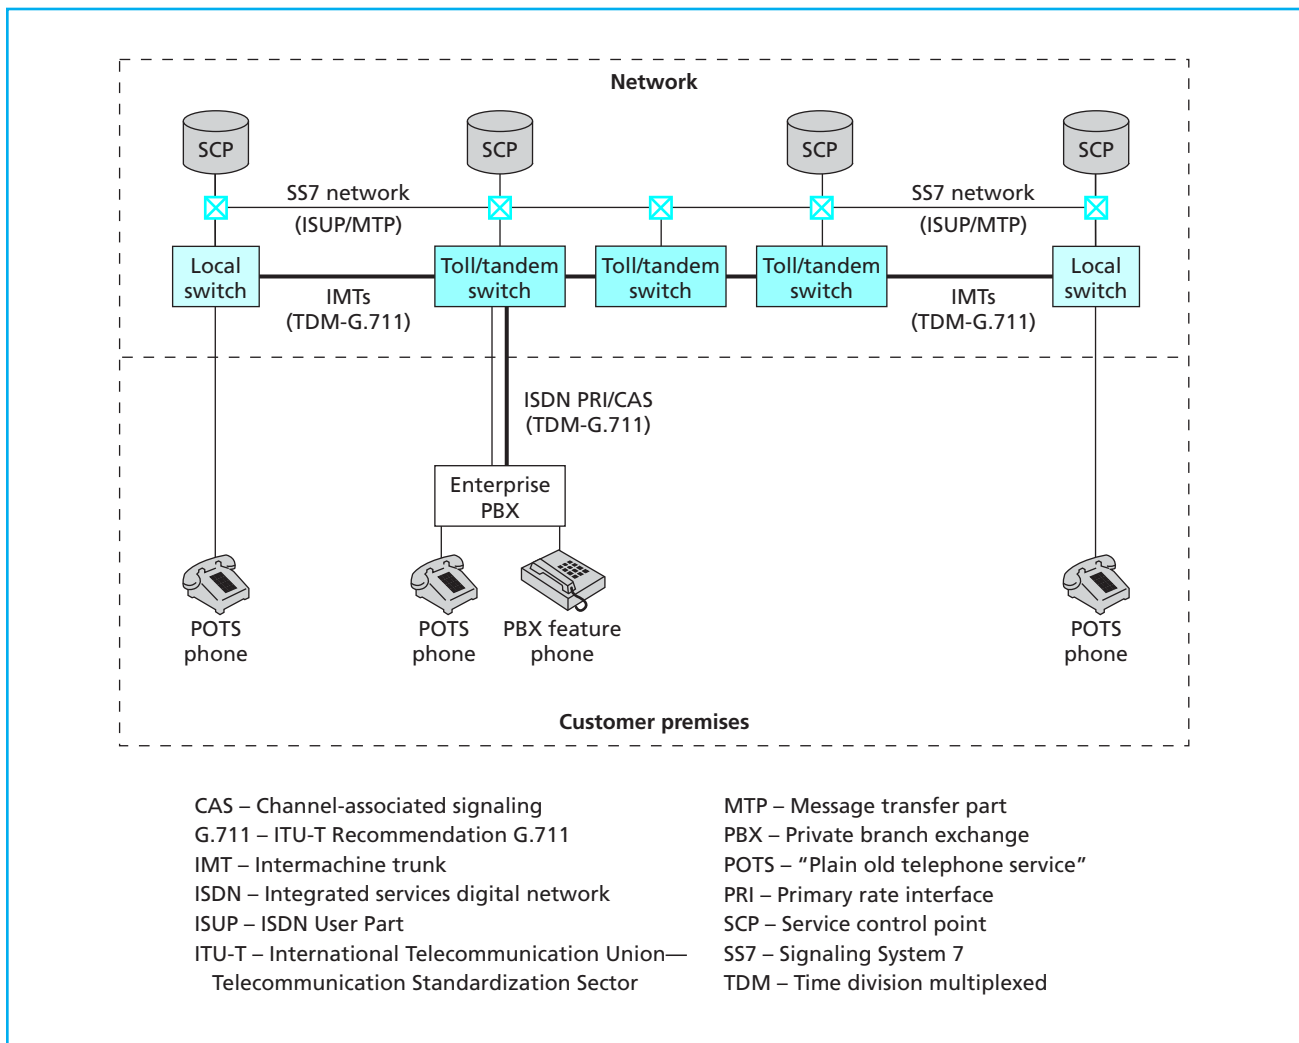 Network
SCP
SCP
SCP
SCP
SS7 network
(ISUP/MTP)
SS7 network
(ISUP/MTP)
Local
switch
Toll/tandem
switch
Toll/tandem
switch
Toll/tandem
switch
Local
switch
IMTs
(TDM-G.711)
IMTs
(TDM-G.711)
ISDN PRI/CAS
(TDM-G.711)
Enterprise
PBX
POTS
phone
POTS
phone
PBX feature
phone
POTS
phone
Customer premises
CAS – Channel-associated signaling
G.711 – ITU-T Recommendation G.711
IMT – Intermachine trunk
ISDN – Integrated services digital network
ISUP – ISDN User Part
ITU-T – International Telecommunication Union—
Telecommunication Standardization Sector
MTP – Message transfer part
PBX – Private branch exchange
POTS – “Plain old telephone service”
PRI – Primary rate interface
SCP – Service control point
SS7 – Signaling System 7
TDM – Time division multiplexed